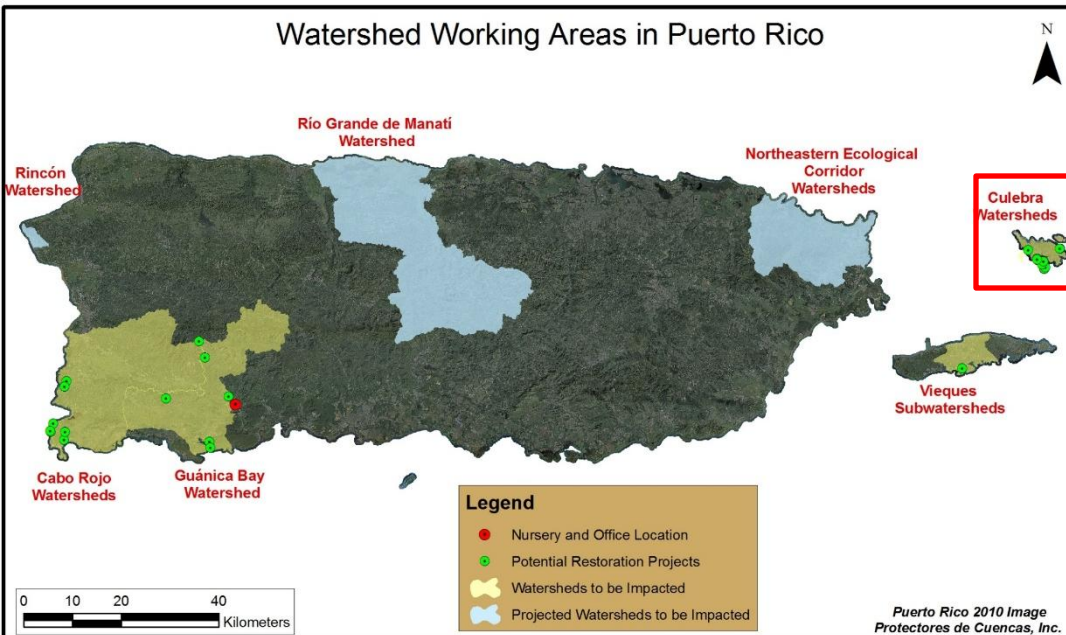 Watershed Working Areas in Puerto Rico
N
Río Grande de Manatí
Watershed
Northeastern Ecological
Corridor
Watersheds
Rincón
Watershed
Culebra
Watersheds
Vieques
Subwatersheds
Cabo Rojo
Watersheds
Guánica Bay
Watershed
Legend
Nursery and Office Location
Potential Restoration Projects
Watersheds to be Impacted
Projected Watersheds to be Impacted
0 10 20 40
Kilometers
Puerto Rico 2010 Image
Protectores de Cuencas, Inc.